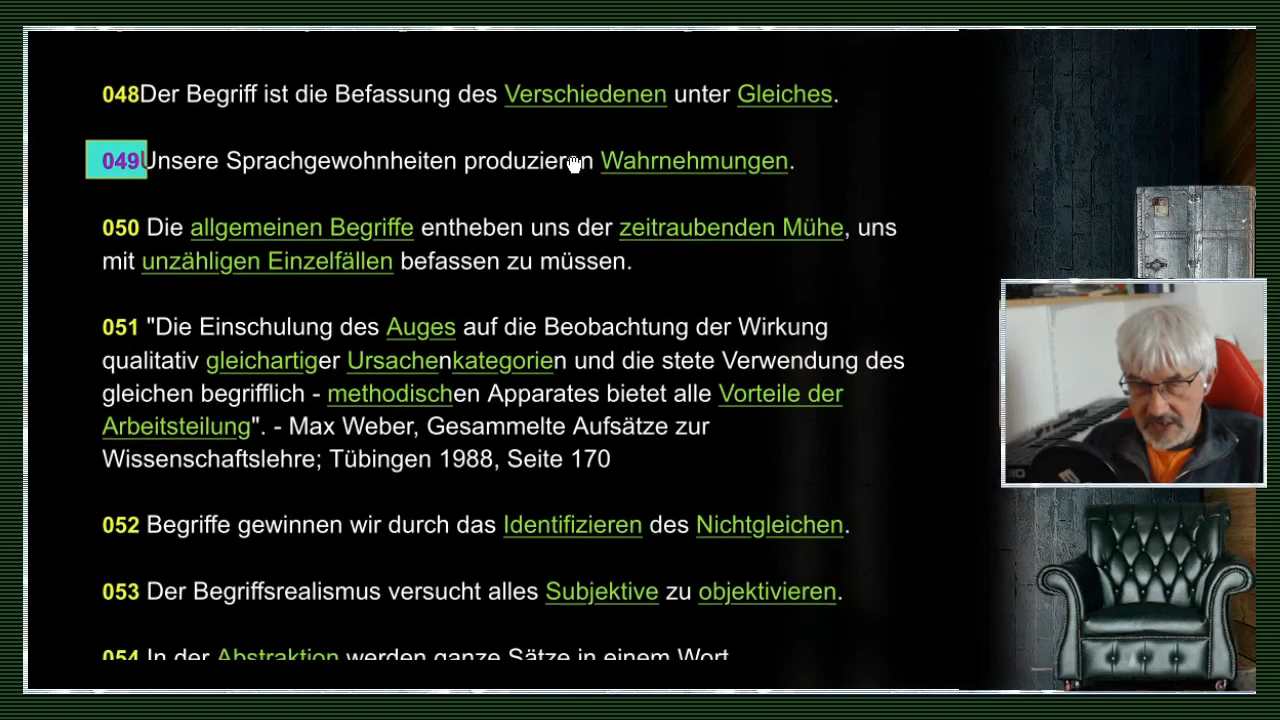 048Der Begriff ist die Befassung des Verschiedenen unter Gleiches.
049Unsere Sprachgewohnheiten produzieren Wahrnehmungen.
050 Die allgemeinen Begriffe entheben uns der zeitraubenden Mühe, uns
mit unzähligen Einzelfällen befassen zu müssen.
051 "Die Einschulung des Auges auf die Beobachtung der Wirkung
qualitativ gleichartiger Ursachenkategorien und die stete Verwendung des
gleichen begrifflich - methodischen Apparates bietet alle Vorteile der
Arbeitsteilung". - Max Weber, Gesammelte Aufsätze zur
Wissenschaftslehre; Tübingen 1988, Seite 170
052 Begriffe gewinnen wir durch das Identifizieren des Nichtgleichen.
053 Der Begriffsrealismus versucht alles Subjektive zu objektivieren.
054 In der Abstraktion werden ganze Sätze in einem Wort